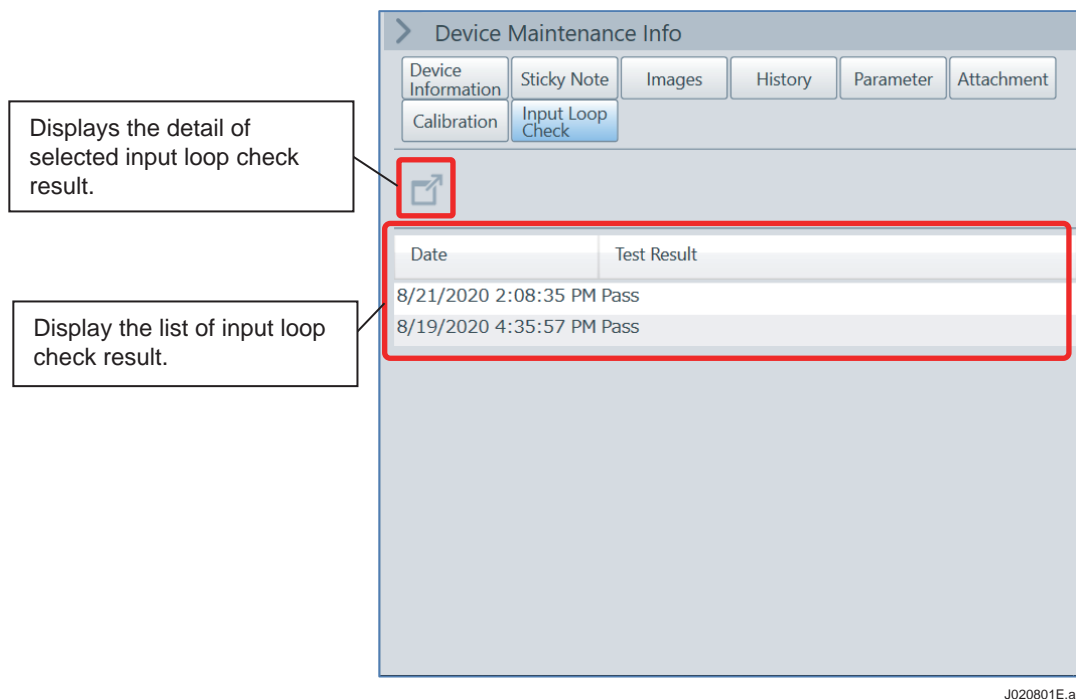 Device Maintenance Info
Device
Information
Sticky Note
Images
History
Parameter
Attachment
Calibration
Input Loop
Check
Displays the detail of
selected input loop check
result.
Date Test Result
8/21/2020 2:08:35 PM Pass
8/19/2020 4:35:57 PM Pass
Display the list of input loop
check result.
J020801E.a